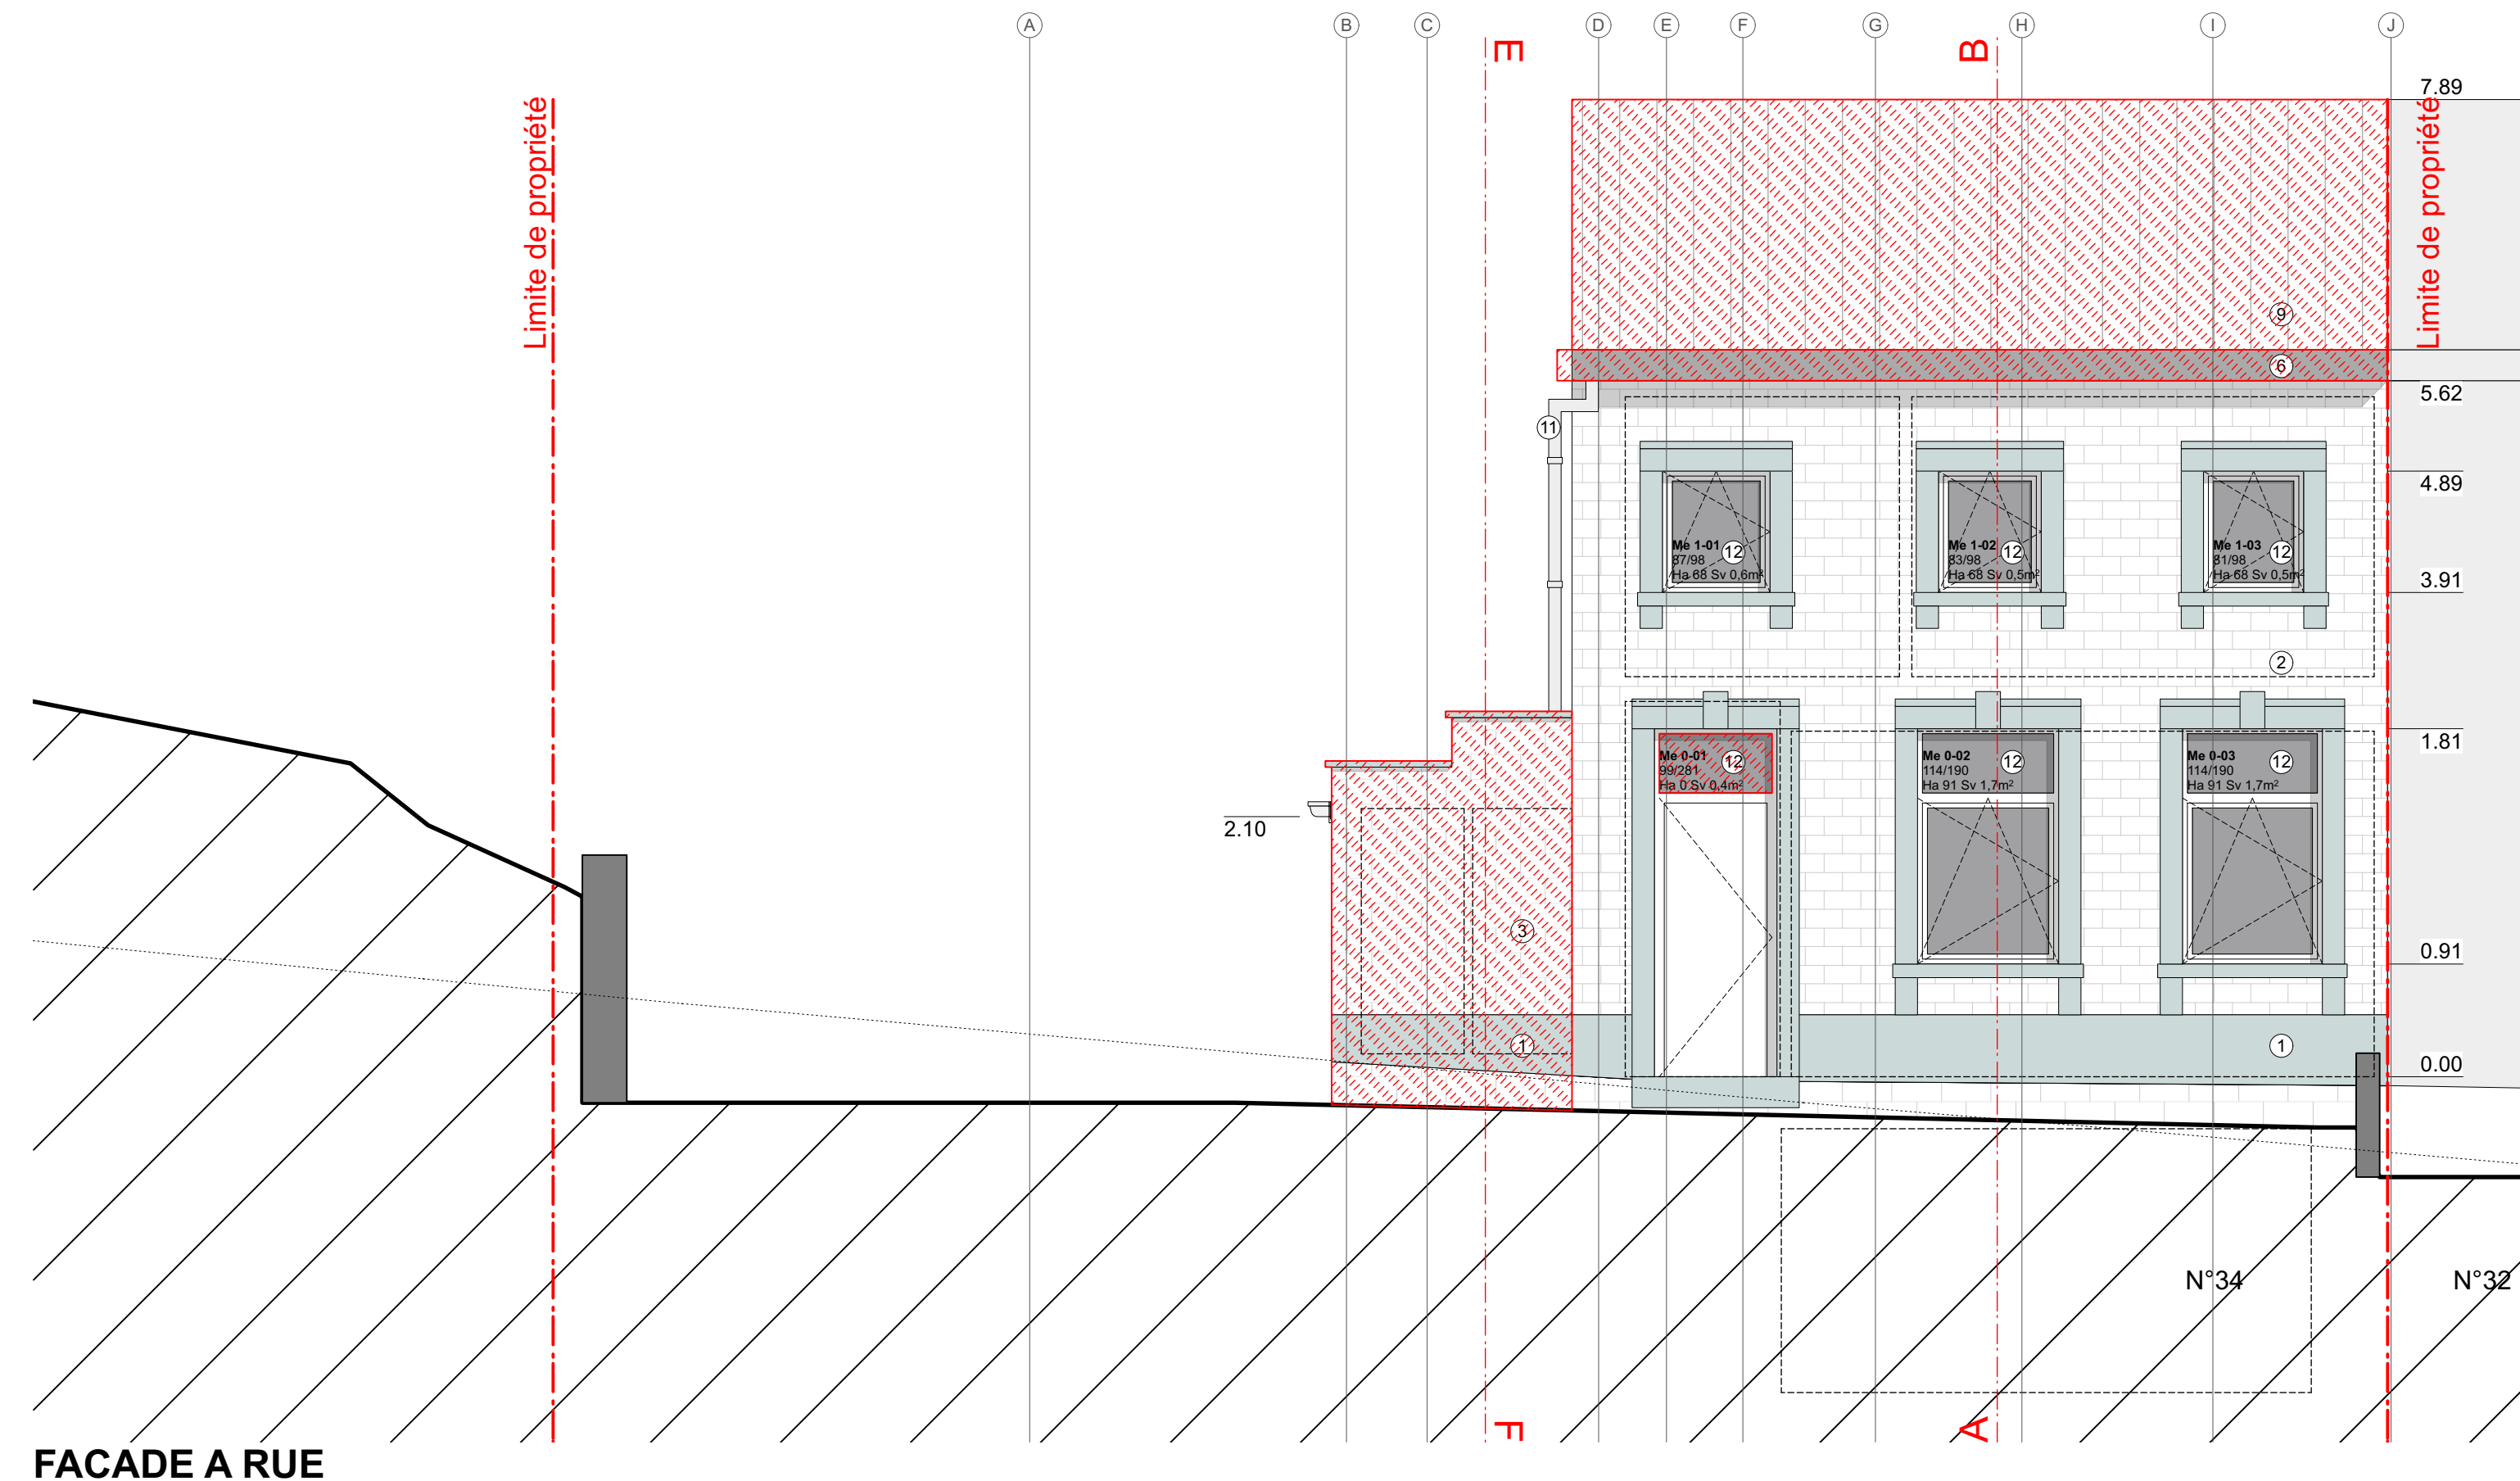 A
B
C
D
E
F
G
H
I
J
E
B
Limite de propriété
Limite de propriété
7.89
9
6
5.62
11
4.89
Me 1-01
87/98
Ha 68 Sv 0,6m²
12
Me 1-02
83/98
Ha 68 Sv 0,5m²
12
Me 1-03
81/98
Ha 68 Sv 0,5m²
12
3.91
2
1.81
Me 0-01
99/281
Ha 0 Sv 0,4m²
12
Me 0-02
114/190
Ha 91 Sv 1,7m²
12
Me 0-03
114/190
Ha 91 Sv 1,7m²
12
2.10
3
0.91
1
1
0.00
N°34
N°32
F
A
FACADE A RUE